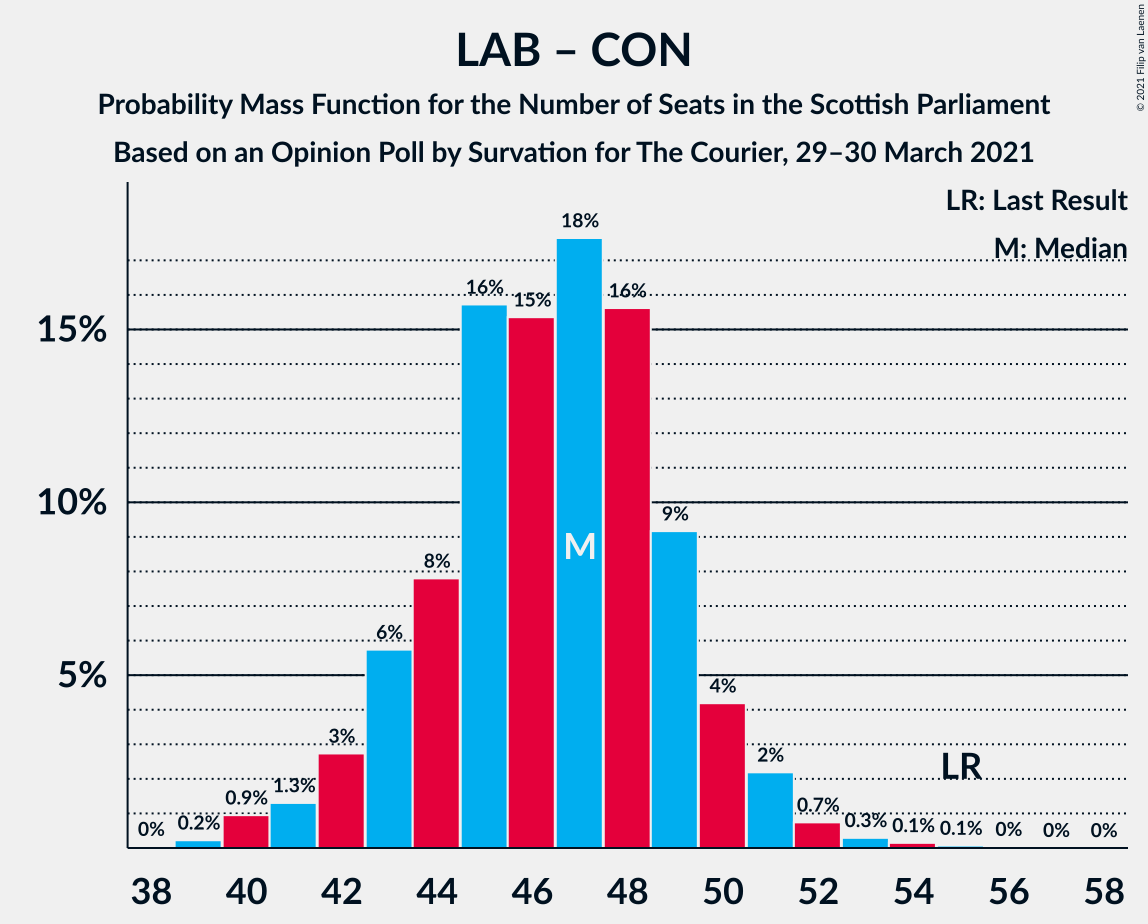 LAB – CON
Probability Mass Function for the Number of Seats in the Scottish Parliament
Based on an Opinion Poll by Survation for The Courier, 29–30 March 2021
© 2021 Filip van Laenen
LR: Last Result
M: Median
15%
10%
5%
0%
0.2%
0.9%
1.3%
3%
6%
8%
16%
15%
18%
16%
9%
4%
2%
0.7%
0.3%
0.1%
0.1%
0%
0%
0%
M
LR
38 40 42 44 46 48 50 52 54 56 58